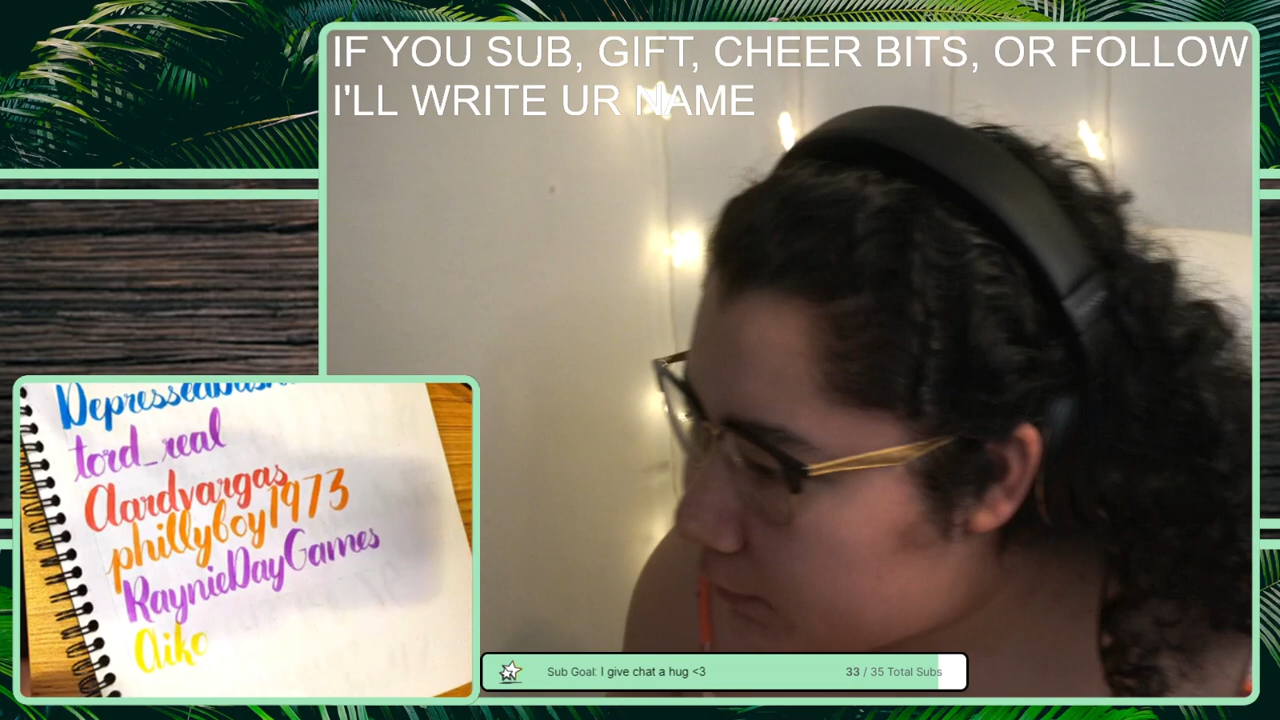 IF YOU SUB, GIFT, CHEER BITS, OR FOLLOW
I'LL WRITE UR NAME
tord_real
Aardvargas
phillyboy1973
RaynieDayGames
Aiko
Sub Goal: I give chat a hug <3 33 / 35 Total Subs